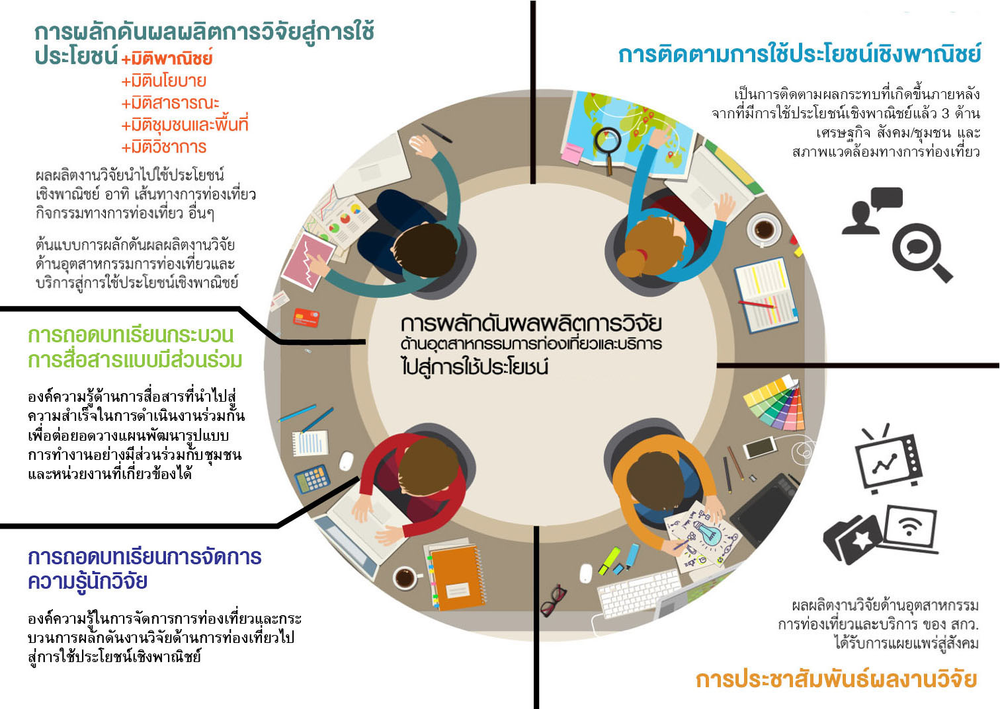 การผลักดันผลผลิตการวิจัยสู่การใช้
ประโยชน์ +มิติพาณิชย์
+มิตินโยบาย
+มิติสาธารณะ
+มิติชุมชนและพื้นที่
+มิติวิชาการ
ผลผลิตงานวิจัยนำไปใช้ประโยชน์
เชิงพาณิชย์ อาทิ เส้นทางการท่องเที่ยว
กิจกรรมทางการท่องเที่ยว อื่นๆ
ต้นแบบการผลักดันผลผลิตงานวิจัย
ด้านอุตสาหกรรมการท่องเที่ยวและ
บริการสู่การใช้ประโยชน์เชิงพาณิชย์
การติดตามการใช้ประโยชน์เชิงพาณิชย์
เป็นการติดตามผลกระทบที่เกิดขึ้นภายหลัง
จากที่มีการใช้ประโยชน์เชิงพาณิชย์แล้ว 3 ด้าน
เศรษฐกิจ สังคม/ชุมชน และ
สภาพแวดล้อมทางการท่องเที่ยว
การผลักดันผลผลิตการวิจัย
ด้านอุตสาหกรรมการท่องเที่ยวและบริการ
ไปสู่การใช้ประโยชน์
การถอดบทเรียนกระบวน
การสื่อสารแบบมีส่วนร่วม
องค์ความรู้ด้านการสื่อสารที่นำไปสู่
ความสำเร็จในการดำเนินงานร่วมกัน
เพื่อต่อยอดวางแผนพัฒนารูปแบบ
การทำงานอย่างมีส่วนร่วมกับชุมชน
และหน่วยงานที่เกี่ยวข้องได้
การถอดบทเรียนการจัดการ
ความรู้นักวิจัย
องค์ความรู้ในการจัดการการท่องเที่ยวและกระ
บวนการผลักดันงานวิจัยด้านการท่องเที่ยวไป
สู่การใช้ประโยชน์เชิงพาณิชย์
ผลผลิตงานวิจัยด้านอุตสาหกรรม
การท่องเที่ยวและบริการ ของ สกว.
ได้รับการแผยแพร่สู่สังคม
การประชาสัมพันธ์ผลงานวิจัย